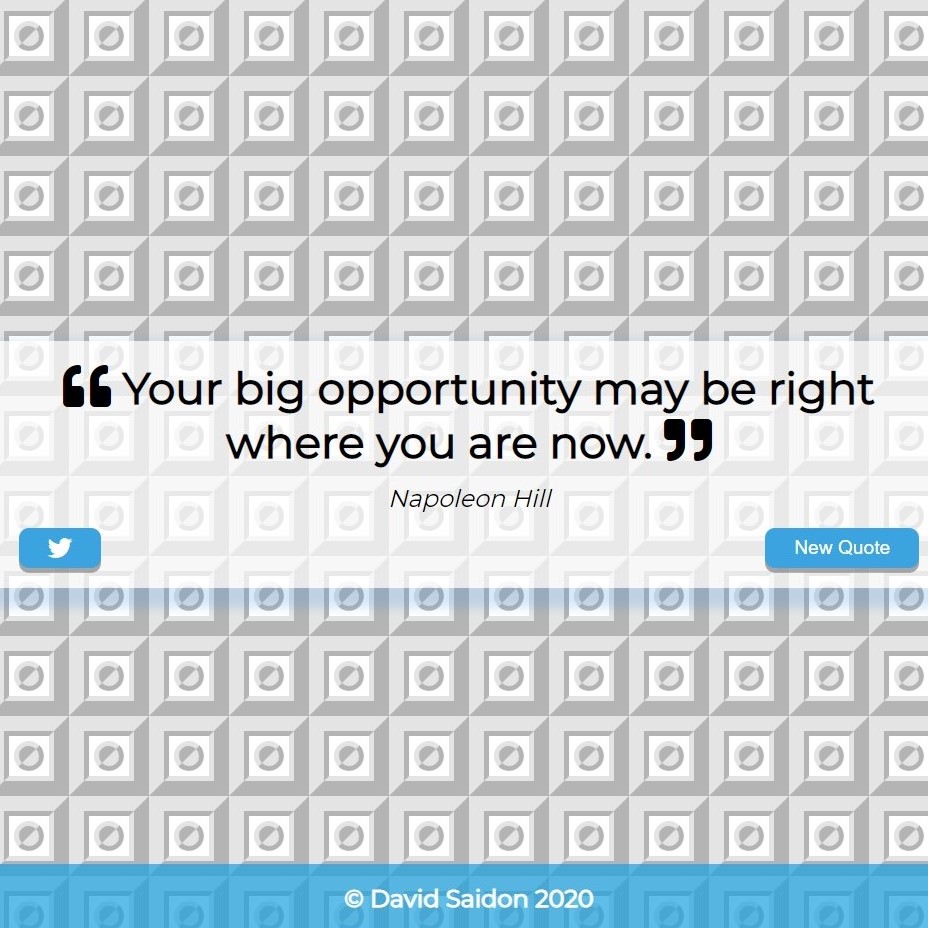 ❝ Your big opportunity may be right
where you are now. ❞
Napoleon Hill
New Quote
© David Saidon 2020